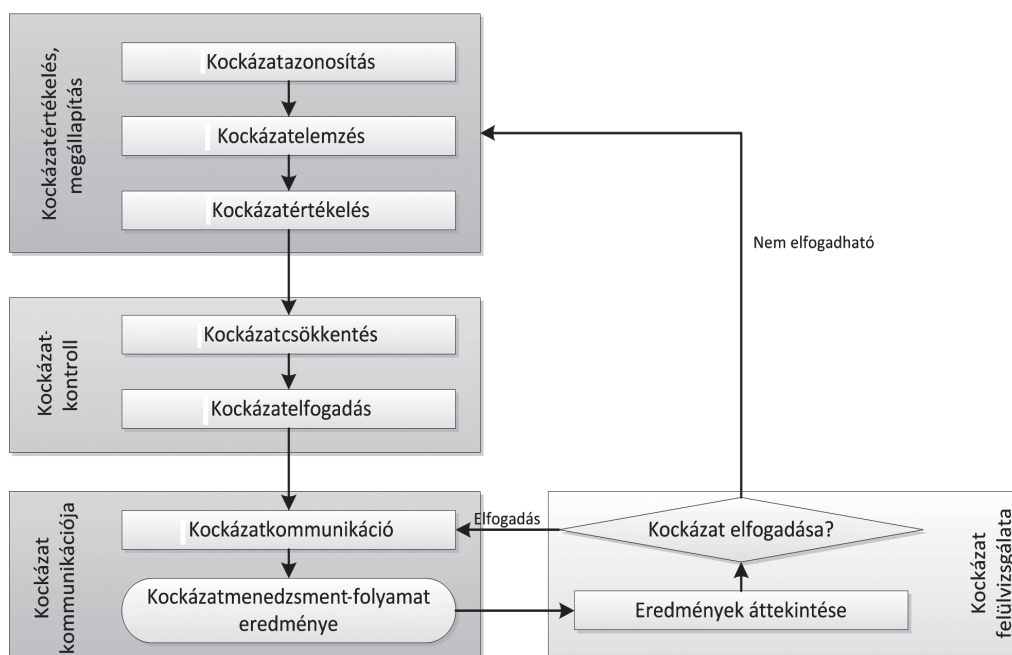 Kockázatértékelés,
megállapítás
Kockázatazonosítás
Kockázatelemzés
Kockázatértékelés
Nem elfogadható
Kockázat-
kontroll
Kockázatcsökkentés
Kockázatelfogadás
Kockázat
kommunikációja
Kockázatkommunikáció
Elfogadás
Kockázat elfogadása?
Kockázatmenedzsment-folyamat
eredménye
Eredmények áttekintése
Kockázat
felülvizsgálata